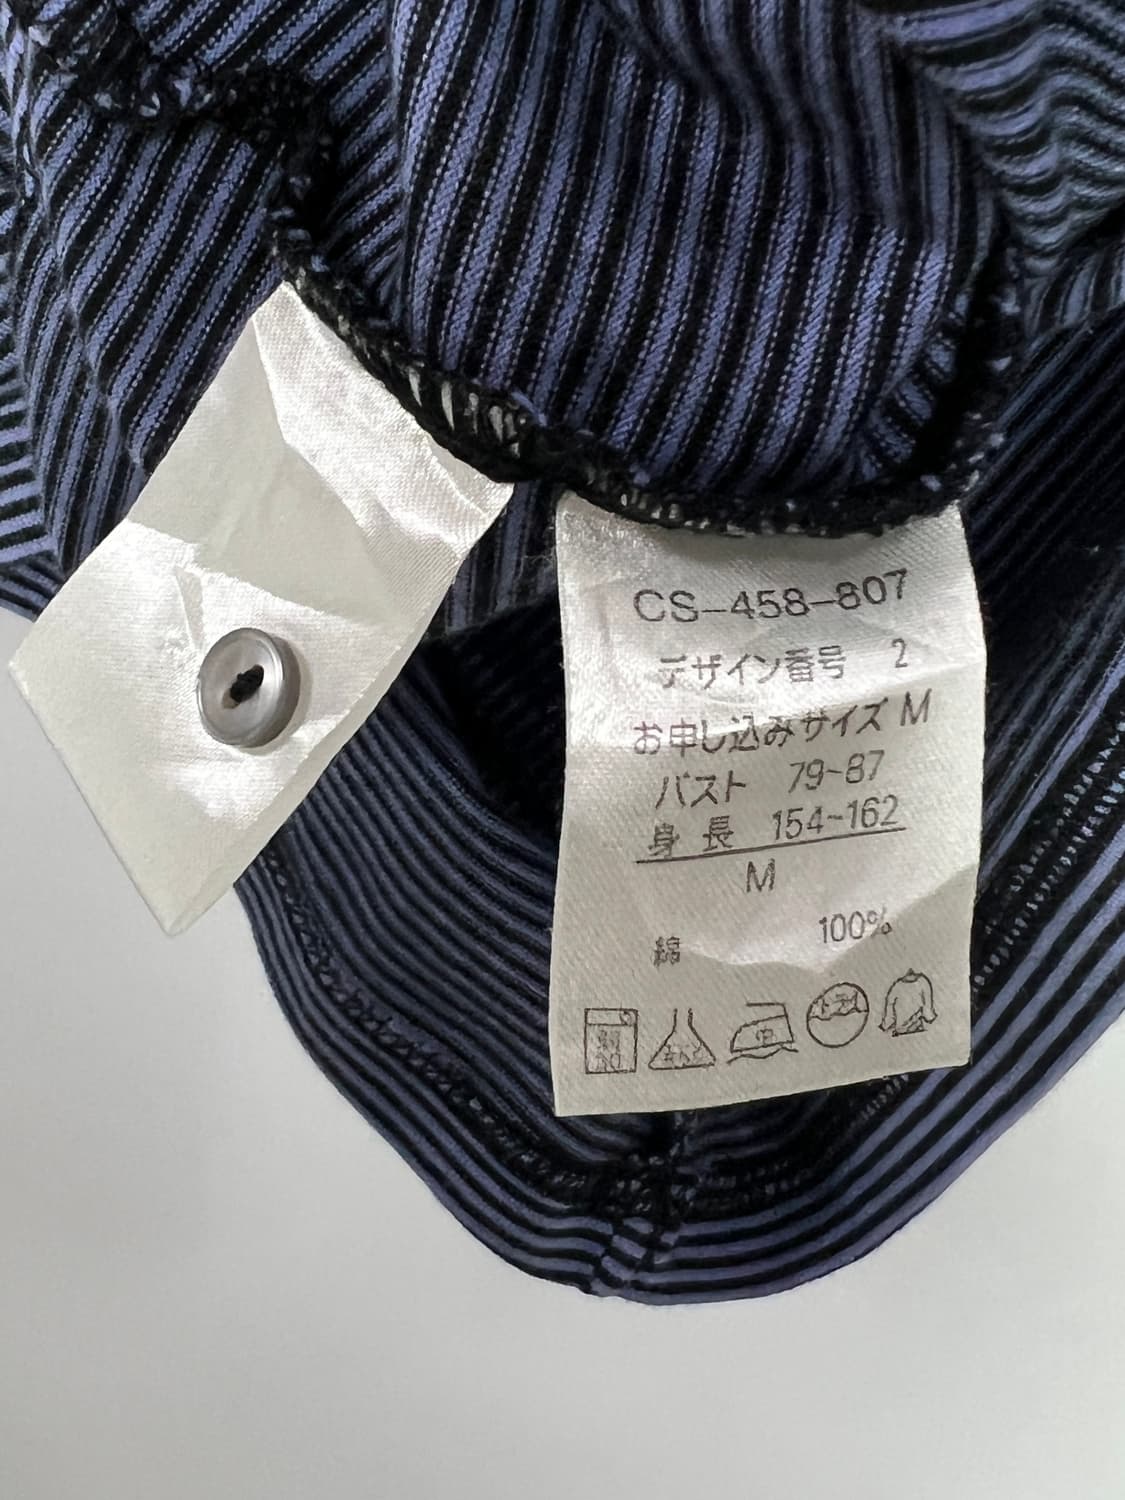 CS-458-807
デザイン番号 2
お申し込みサイズ M
バスト 79-87
身長 154-162
M
綿 100%